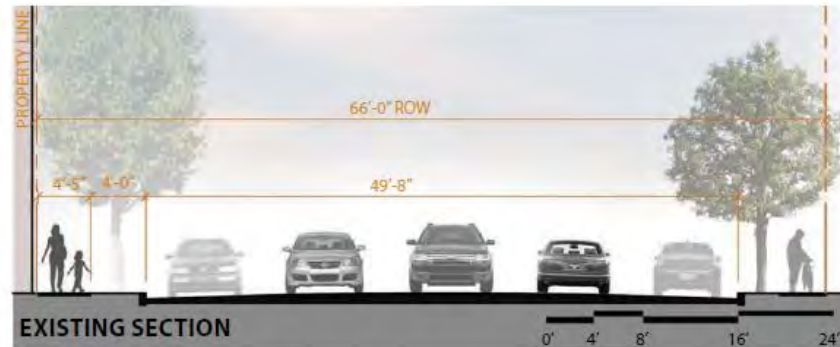 PROPERTY LINE
66'-0" ROW
4'-5" 4'-0" 49'-8"
EXISTING SECTION
0' 4' 8' 16' 24'